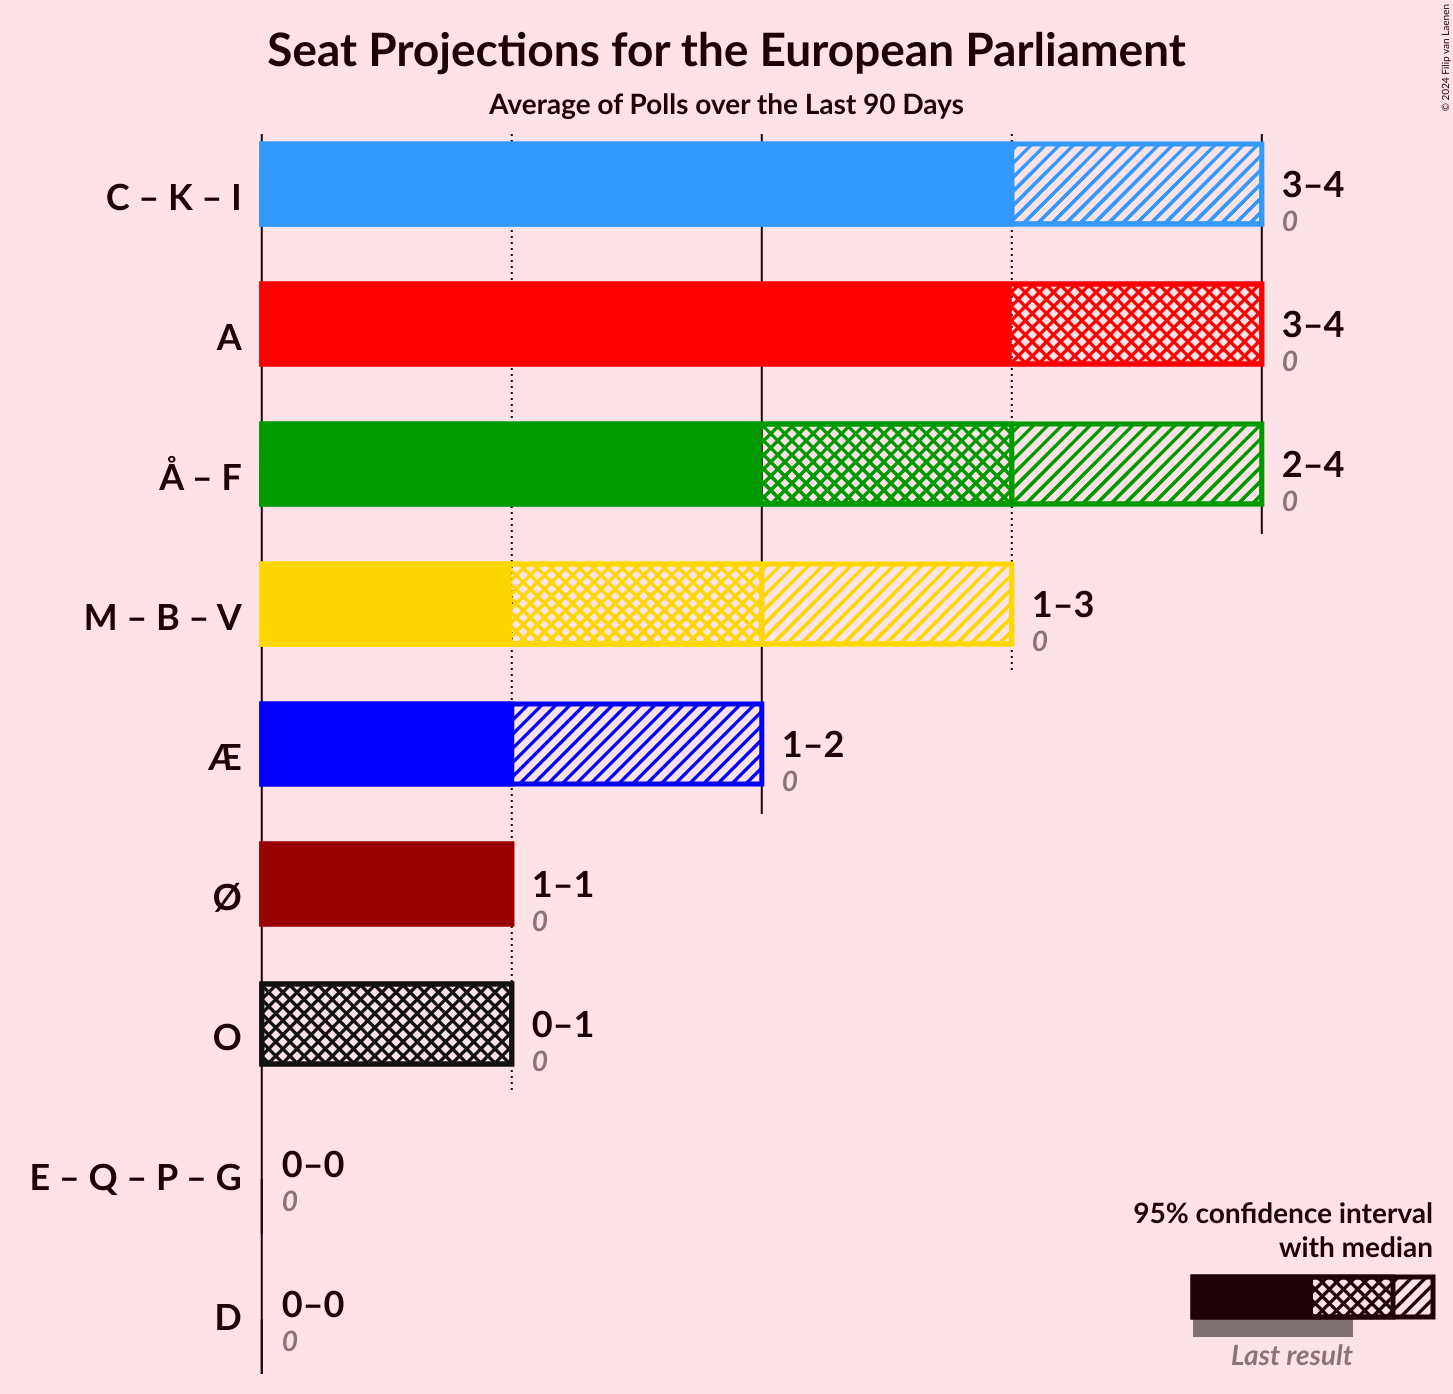 Seat Projections for the European Parliament
Average of Polls over the Last 90 Days
© 2024 Filip van Laenen
C – K – I
3–4
0
A
3–4
0
Å – F
2–4
0
M – B – V
1–3
0
Æ
1–2
0
Ø
1–1
0
O
0–1
0
E – Q – P – G
0–0
0
D
0–0
0
95% confidence interval
with median
Last result